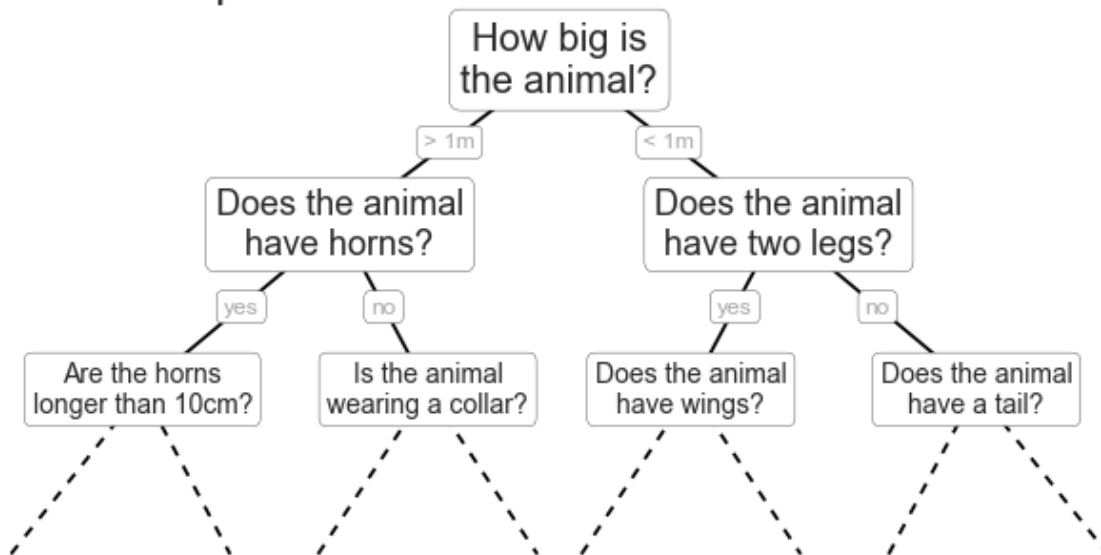 How big is
the animal?
> 1m
< 1m
Does the animal
have horns?
Does the animal
have two legs?
yes
no
yes
no
Are the horns
longer than 10cm?
Is the animal
wearing a collar?
Does the animal
have wings?
Does the animal
have a tail?